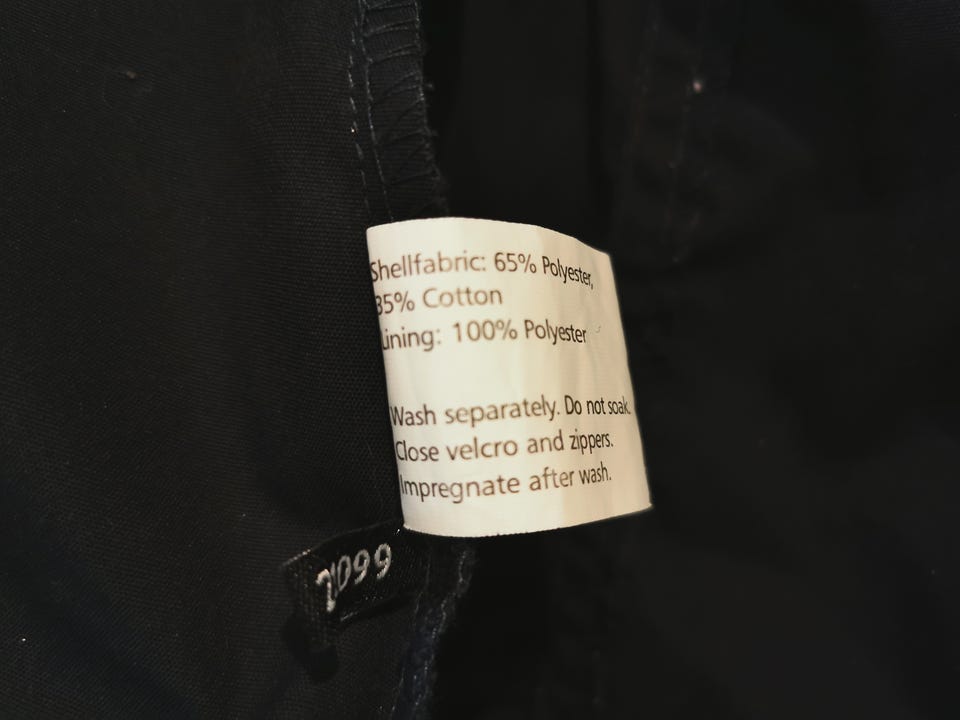 Shellfabric: 65% Polyester,
35% Cotton
Lining: 100% Polyester
Wash separately. Do not soak.
Close velcro and zippers.
Impregnate after wash.